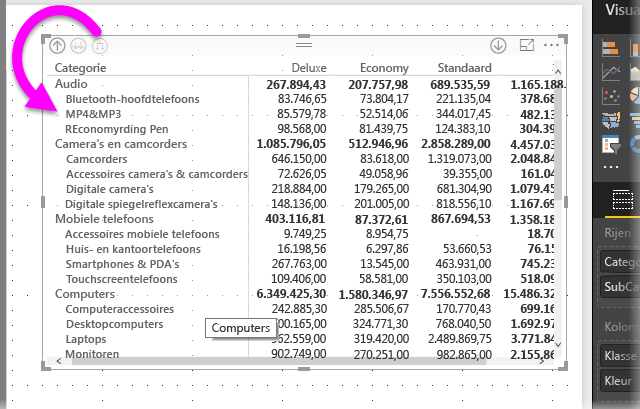 Visua
Categorie Deluxe Economy Standaard
Audio 267.894,43 207.757,98 689.535,59 1.165.188,
Bluetooth-hoofdtelefoons 83.746,65 73.804,17 221.135,04 378.68
MP4&MP3 85.579,78 52.514,06 344.017,45 482.13
REconomyrding Pen 98.568,00 81.439,75 124.383,10 304.39
Camera's en camcorders 1.085.796,05 512.946,96 2.858.289,00 4.457.03
Camcorders 646.150,00 83.618,00 1.319.073,00 2.048.84
Accessoires camera's & camcorders 72.626,05 49.058,96 39.355,00 161.04
Digitale camera's 218.884,00 179.265,00 681.304,90 1.079.45
Digitale spiegelreflexcamera's 148.136,00 201.005,00 818.556,10 1.167.69
Mobiele telefoons 403.116,81 87.372,61 867.694,53 1.358.18
Accessoires mobiele telefoons 9.749,25 8.954,75 18.70
Huis- en kantoortelefoons 16.198,56 6.297,86 53.660,53 76.15
Smartphones & PDA's 267.763,00 13.545,00 463.931,00 745.23
Touchscreentelefoons 109.406,00 58.581,00 350.103,00 518.09
Computers 6.349.425,30 1.580.346,97 7.556.552,68 15.486.32
Computeraccessoires 242.885,30 285.506,67 170.770,43 699.16
Desktopcomputers 00.165,00 324.771,30 768.040,50 1.692.97
Computers
Laptops 62.559,00 319.420,00 2.489.869,75 3.771.84
Monitoren 902.749,00 270.251,00 982.865,00 2.155.86
Rijen
Catego
SubCa
Kolom
Klasse
Kleur